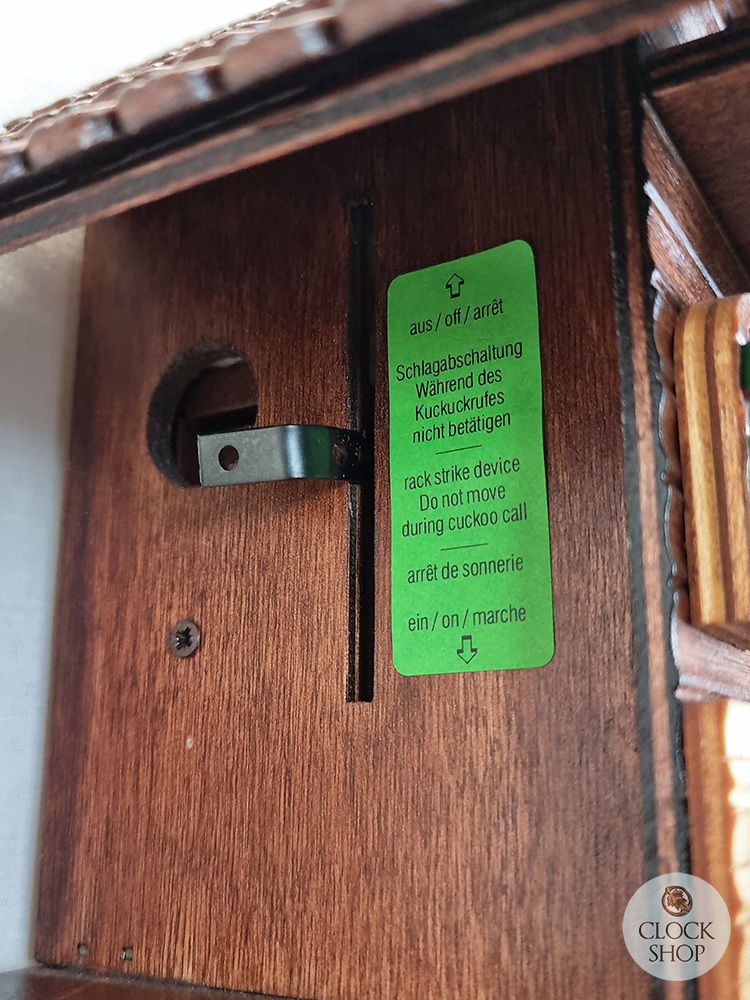 aus / off / arrêt
Schlagabschaltung
Während des
Kuckuckrufes
nicht betätigen
rack strike device
Do not move
during cuckoo call
arrêt de sonnerie
ein / on / marche
CLOCK
SHOP